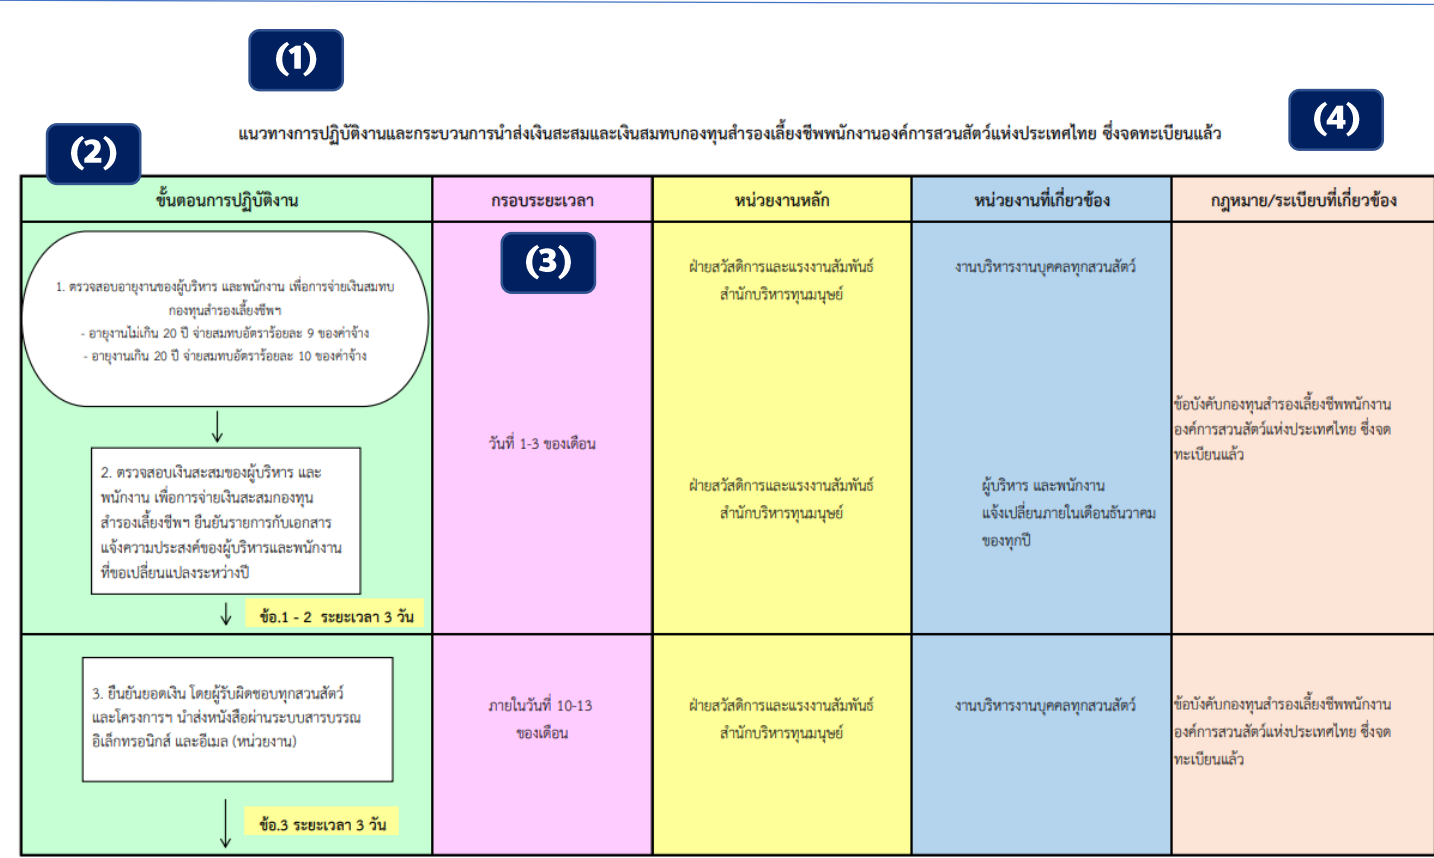 (1)
(4)
แนวทางการปฏิบัติงานและกระบวนการนำส่งเงินสะสมและเงินสมทบกองทุนสำรองเลี้ยงชีพพนักงานองค์การสวนสัตว์แห่งประเทศไทย ซึ่งจดทะเบียนแล้ว
(2)
ขั้นตอนการปฏิบัติงาน
กรอบระยะเวลา
หน่วยงานหลัก
หน่วยงานที่เกี่ยวข้อง
กฎหมาย/ระเบียบที่เกี่ยวข้อง
1. ตรวจสอบอายุงานของผู้บริหาร และพนักงาน เพื่อการจ่ายเงินสมทบ
กองทุนสำรองเลี้ยงชีพฯ
- อายุงานไม่เกิน 20 ปี จ่ายสมทบอัตราร้อยละ 9 ของค่าจ้าง
- อายุงานเกิน 20 ปี จ่ายสมทบอัตราร้อยละ 10 ของค่าจ้าง
(3)
ฝ่ายสวัสดิการและแรงงานสัมพันธ์
สำนักบริหารทุนมนุษย์
งานบริหารงานบุคคลทุกสวนสัตว์
2. ตรวจสอบเงินสะสมของผู้บริหาร และ
พนักงาน เพื่อการจ่ายเงินสะสมกองทุน
สำรองเลี้ยงชีพฯ ยืนยันรายการกับเอกสาร
แจ้งความประสงค์ของผู้บริหารและพนักงาน
ที่ขอเปลี่ยนแปลงระหว่างปี
ข้อ.1 - 2 ระยะเวลา 3 วัน
วันที่ 1-3 ของเดือน
ฝ่ายสวัสดิการและแรงงานสัมพันธ์
สำนักบริหารทุนมนุษย์
ผู้บริหาร และพนักงาน
แจ้งเปลี่ยนภายในเดือนธันวาคม
ของทุกปี
ข้อบังคับกองทุนสำรองเลี้ยงชีพพนักงาน
องค์การสวนสัตว์แห่งประเทศไทย ซึ่งจด
ทะเบียนแล้ว
3. ยืนยันยอดเงิน โดยผู้รับผิดชอบทุกสวนสัตว์
และโครงการฯ นำส่งหนังสือผ่านระบบสารบรรณ
อิเล็กทรอนิกส์ และอีเมล (หน่วยงาน)
ข้อ.3 ระยะเวลา 3 วัน
ภายในวันที่ 10-13
ของเดือน
ฝ่ายสวัสดิการและแรงงานสัมพันธ์
สำนักบริหารทุนมนุษย์
งานบริหารงานบุคคลทุกสวนสัตว์
ข้อบังคับกองทุนสำรองเลี้ยงชีพพนักงาน
องค์การสวนสัตว์แห่งประเทศไทย ซึ่งจด
ทะเบียนแล้ว